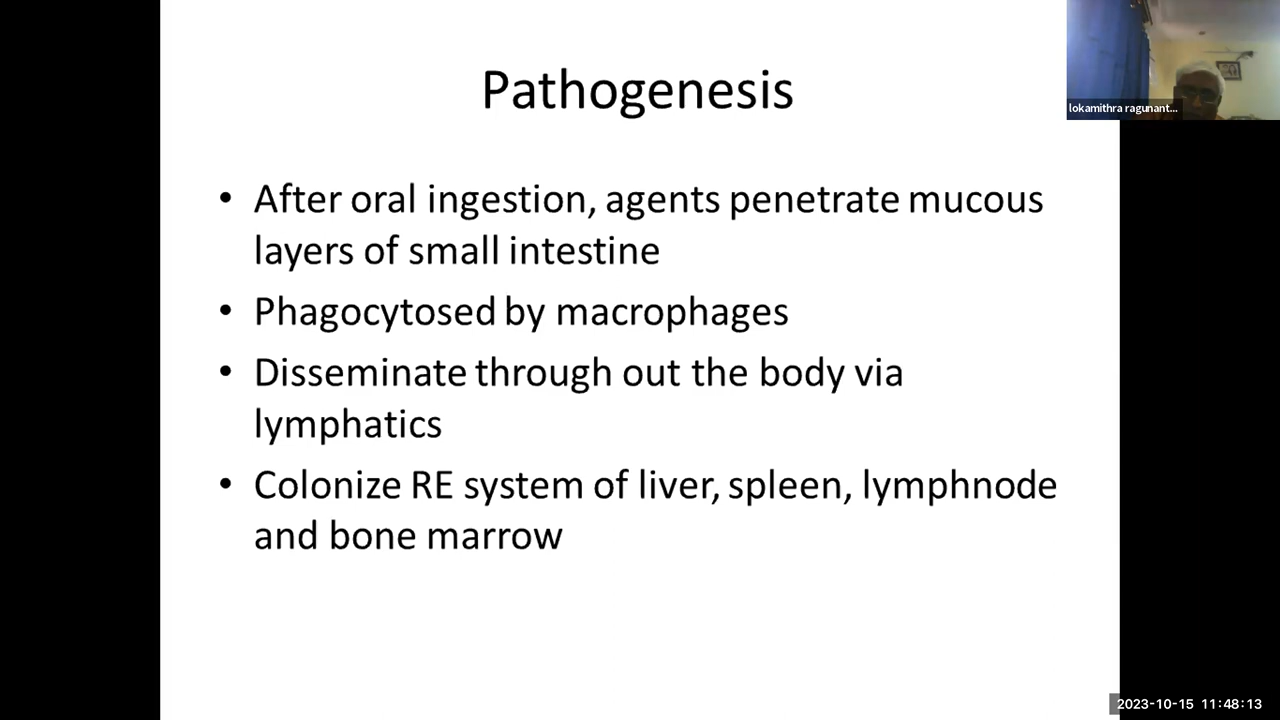 Pathogenesis
lokamithra ragunant...
• After oral ingestion, agents penetrate mucous
layers of small intestine
• Phagocytosed by macrophages
• Disseminate through out the body via
lymphatics
• Colonize RE system of liver, spleen, lymphnode
and bone marrow
2023-10-15 11:48:13